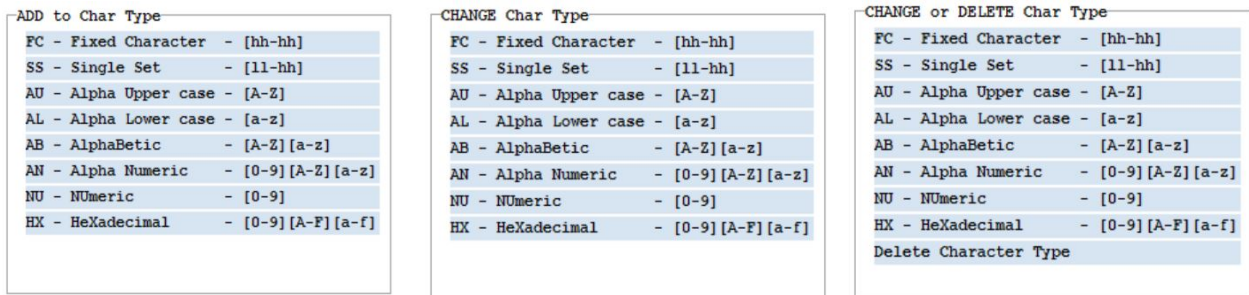 ADD to Char Type
FC - Fixed Character - [hh-hh]
SS - Single Set - [ll-hh]
AU - Alpha Upper case - [A-Z]
AL - Alpha Lower case - [a-z]
AB - AlphaBetic - [A-Z][a-z]
AN - Alpha Numeric - [0-9][A-Z][a-z]
NU - NUmeric - [0-9]
HX - HeXadecimal - [0-9][A-F][a-f]
CHANGE Char Type
FC - Fixed Character - [hh-hh]
SS - Single Set - [ll-hh]
AU - Alpha Upper case - [A-Z]
AL - Alpha Lower case - [a-z]
AB - AlphaBetic - [A-Z][a-z]
AN - Alpha Numeric - [0-9][A-Z][a-z]
NU - NUmeric - [0-9]
HX - HeXadecimal - [0-9][A-F][a-f]
CHANGE or DELETE Char Type
FC - Fixed Character - [hh-hh]
SS - Single Set - [ll-hh]
AU - Alpha Upper case - [A-Z]
AL - Alpha Lower case - [a-z]
AB - AlphaBetic - [A-Z][a-z]
AN - Alpha Numeric - [0-9][A-Z][a-z]
NU - NUmeric - [0-9]
HX - HeXadecimal - [0-9][A-F][a-f]
Delete Character Type